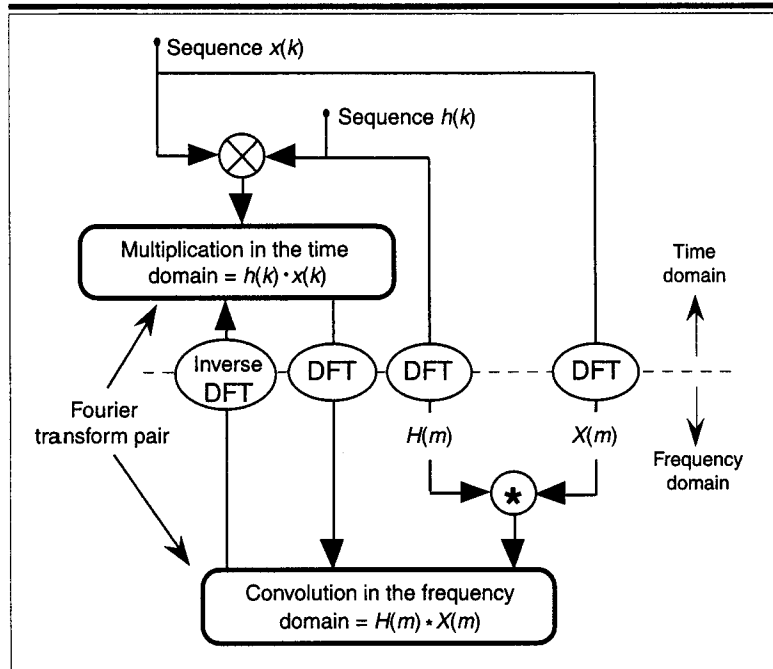 Sequence x(k)
Sequence h(k)
Multiplication in the time
domain = h(k) · x(k)
Time
domain
Inverse
DFT
DFT
DFT
DFT
Fourier
transform pair
H(m)
X(m)
Frequency
domain
*
Convolution in the frequency
domain = H(m) * X(m)